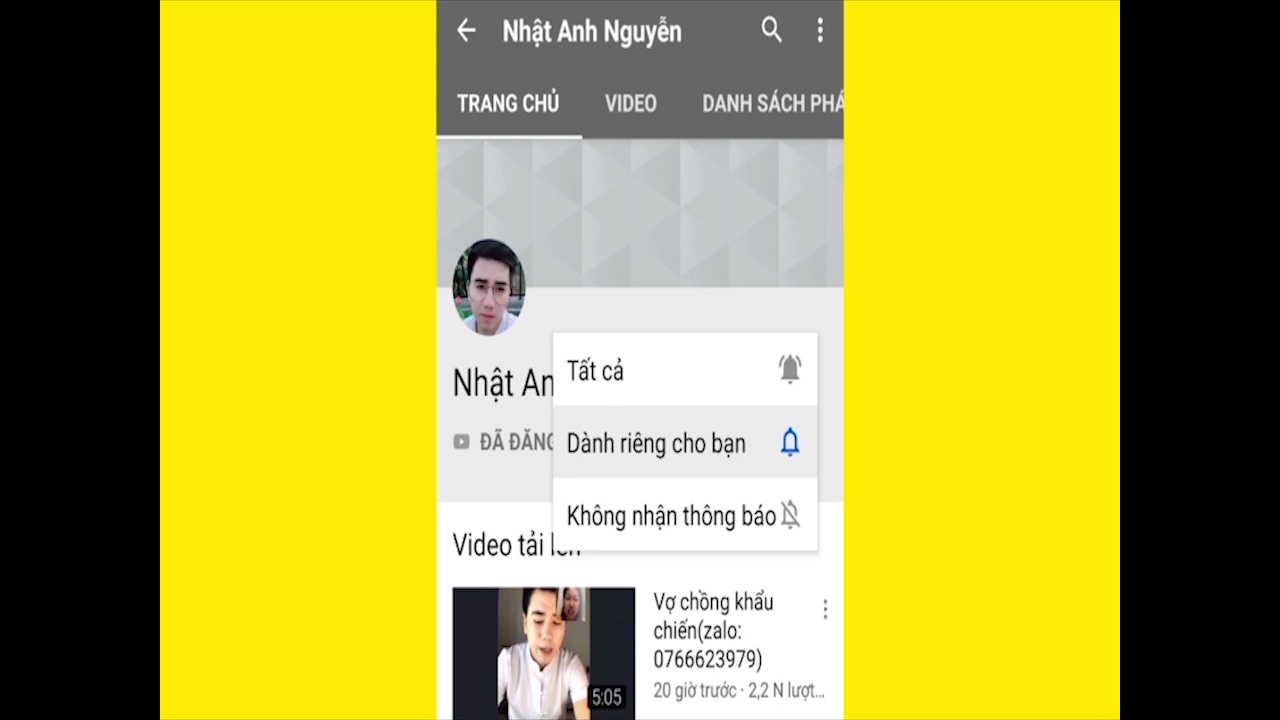 Nhật Anh Nguyễn
TRANG CHỦ VIDEO DANH SÁCH PHÁ
Tất cả
Nhật An
Dành riêng cho bạn
ĐÃ ĐĂNG
Không nhận thông báo
Video tải lên
Vợ chồng khẩu
chiến(zalo:
0766623979)
20 giờ trước · 2,2 N lượt...
5:05